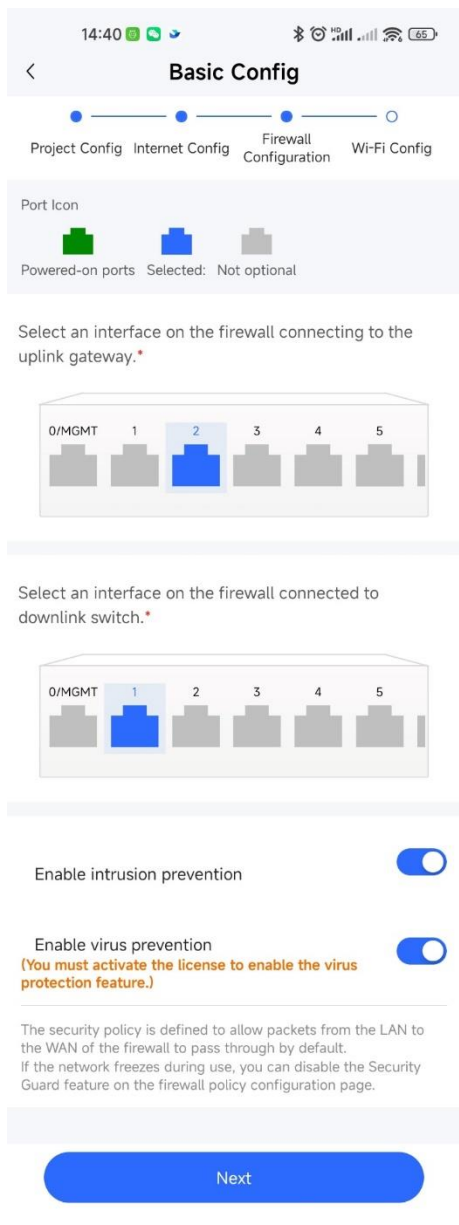 14:40
65
Basic Config
Project Config Internet Config Firewall Configuration Wi-Fi Config
Port Icon
Powered-on ports Selected: Not optional
Select an interface on the firewall connecting to the
uplink gateway.*
0/MGMT 1 2 3 4 5
Select an interface on the firewall connected to
downlink switch.*
0/MGMT 1 2 3 4 5
Enable intrusion prevention
Enable virus prevention
(You must activate the license to enable the virus
protection feature.)
The security policy is defined to allow packets from the LAN to
the WAN of the firewall to pass through by default.
If the network freezes during use, you can disable the Security
Guard feature on the firewall policy configuration page.
Next